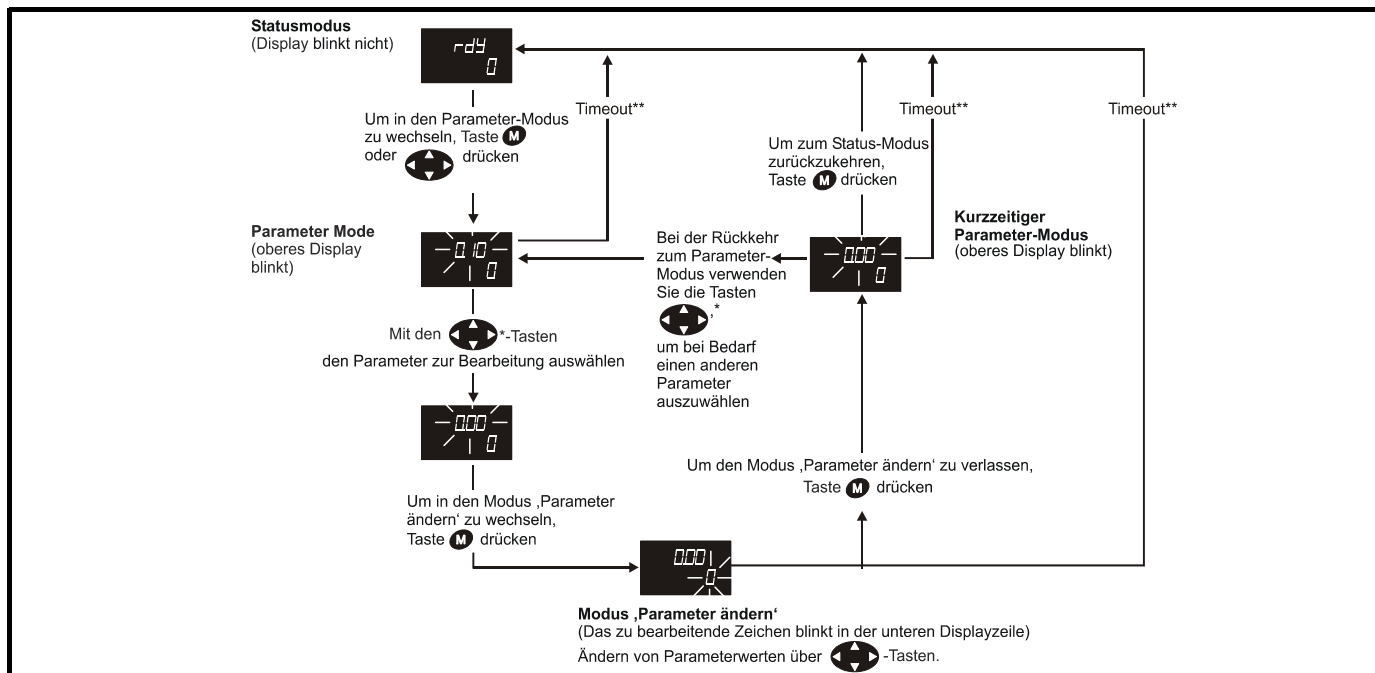 Statusmodus
(Display blinkt nicht)
rdY
0
Timeout**
Timeout**
Timeout**
Um in den Parameter-Modus
zu wechseln, Taste M
oder drücken
Um zum Status-Modus
zurückzukehren,
Taste M drücken
Parameter Mode
(oberes Display
blinkt)
0.10
0
Bei der Rückkehr
zum Parameter-
Modus verwenden
Sie die Tasten
,*
um bei Bedarf
einen anderen
Parameter
auszuwählen
0.00
0
Kurzzeitiger
Parameter-Modus
(oberes Display blinkt)
Mit den *-Tasten
den Parameter zur Bearbeitung auswählen
0.00
0
Um in den Modus ‚Parameter
ändern‘ zu wechseln,
Taste M drücken
Um den Modus ‚Parameter ändern‘ zu verlassen,
Taste M drücken
0.00
0
Modus ‚Parameter ändern‘
(Das zu bearbeitende Zeichen blinkt in der unteren Displayzeile)
Ändern von Parameterwerten über -Tasten.